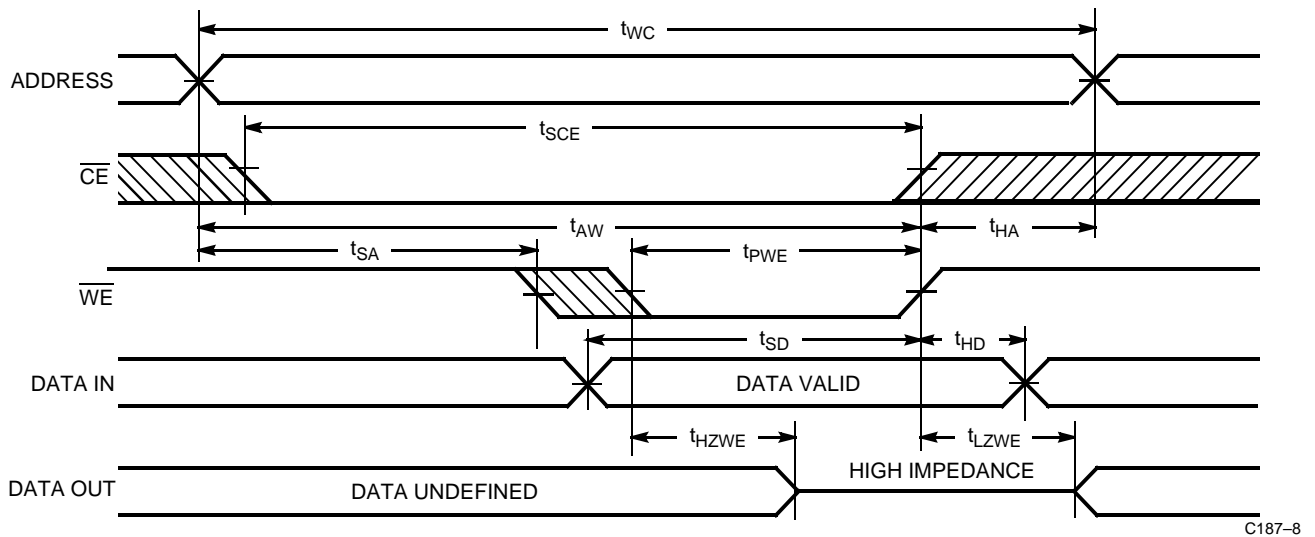 tWC
ADDRESS
tSCE
CE
tAW
tHA
tSA
tPWE
WE
tSD
tHD
DATA IN
DATA VALID
tHZWE
tLZWE
HIGH IMPEDANCE
DATA OUT
DATA UNDEFINED
C187–8